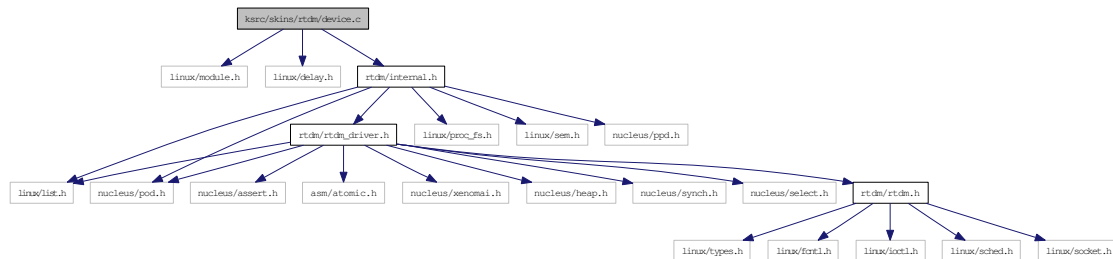 ksrc/skins/rtdm/device.c
linux/module.h
linux/delay.h
rtdm/internal.h
rtdm/rtdm_driver.h
linux/proc_fs.h
linux/sem.h
nucleus/ppd.h
linux/list.h
nucleus/pod.h
nucleus/assert.h
asm/atomic.h
nucleus/xenomai.h
nucleus/heap.h
nucleus/synch.h
nucleus/select.h
rtdm/rtdm.h
linux/types.h
linux/fcntl.h
linux/ioctl.h
linux/sched.h
linux/socket.h